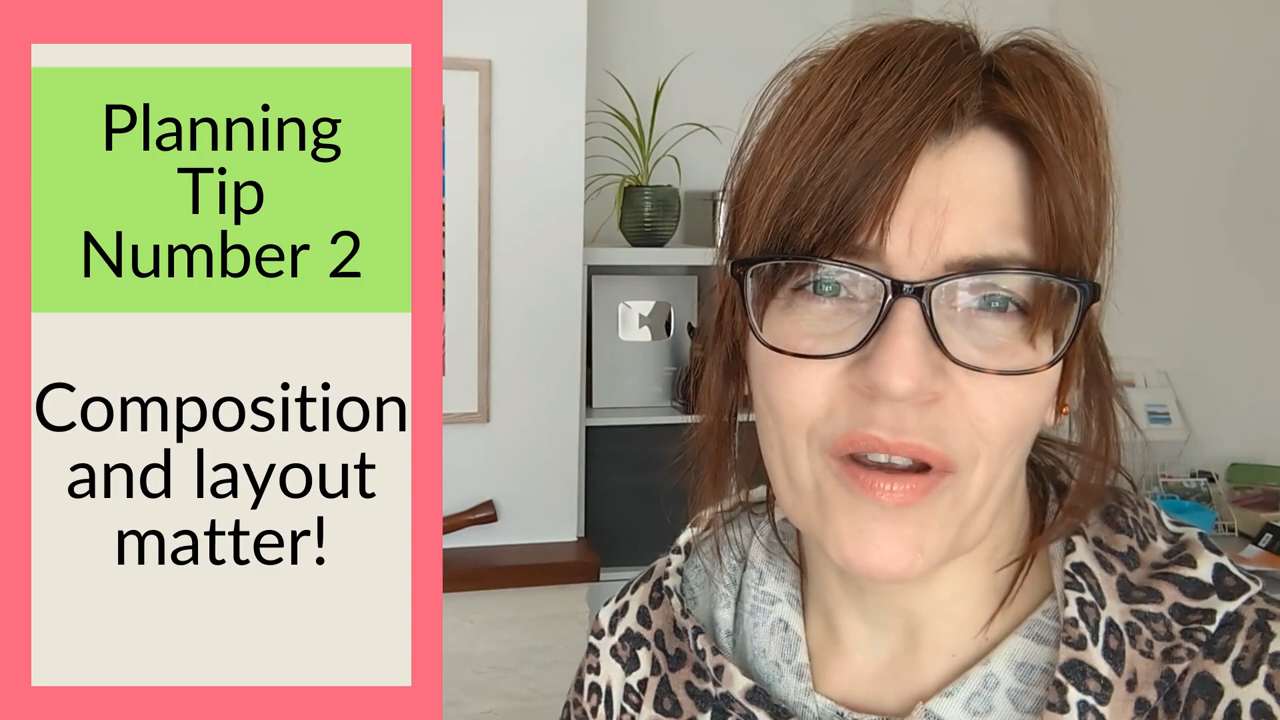 Planning
Tip
Number 2
Composition
and layout
matter!